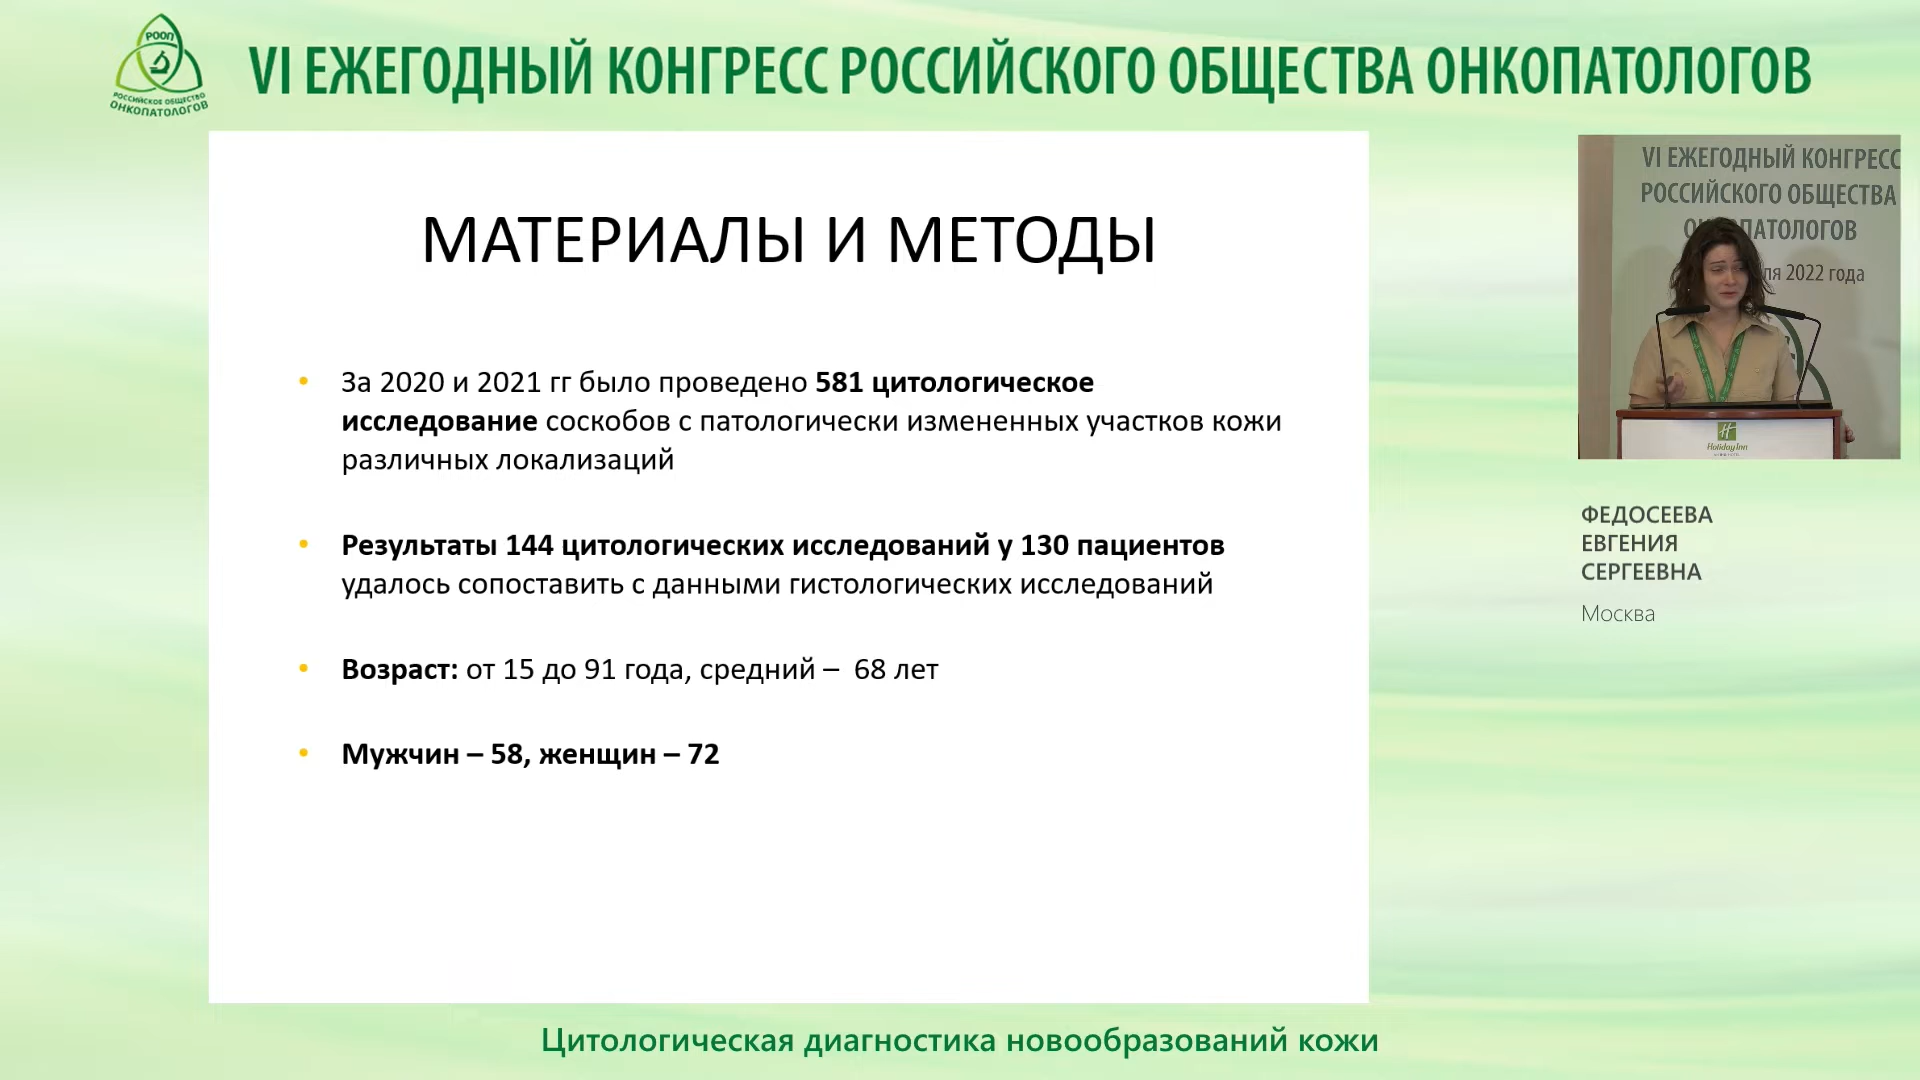 РООП
РОССИЙСКОЕ ОБЩЕСТВО
ОНКОПАТОЛОГОВ
VI ЕЖЕГОДНЫЙ КОНГРЕСС РОССИЙСКОГО ОБЩЕСТВА ОНКОПАТОЛОГОВ
МАТЕРИАЛЫ И МЕТОДЫ
• За 2020 и 2021 гг было проведено 581 цитологическое
исследование соскобов с патологически измененных участков кожи
различных локализаций
• Результаты 144 цитологических исследований у 130 пациентов
удалось сопоставить с данными гистологических исследований
• Возраст: от 15 до 91 года, средний – 68 лет
• Мужчин – 58, женщин – 72
VI ЕЖЕГОДНЫЙ КОНГРЕСС
РОССИЙСКОГО ОБЩЕСТВА
2022 года
Holiday Inn
ФЕДОСЕЕВА
ЕВГЕНИЯ
СЕРГЕЕВНА
Москва
Цитологическая диагностика новообразований кожи